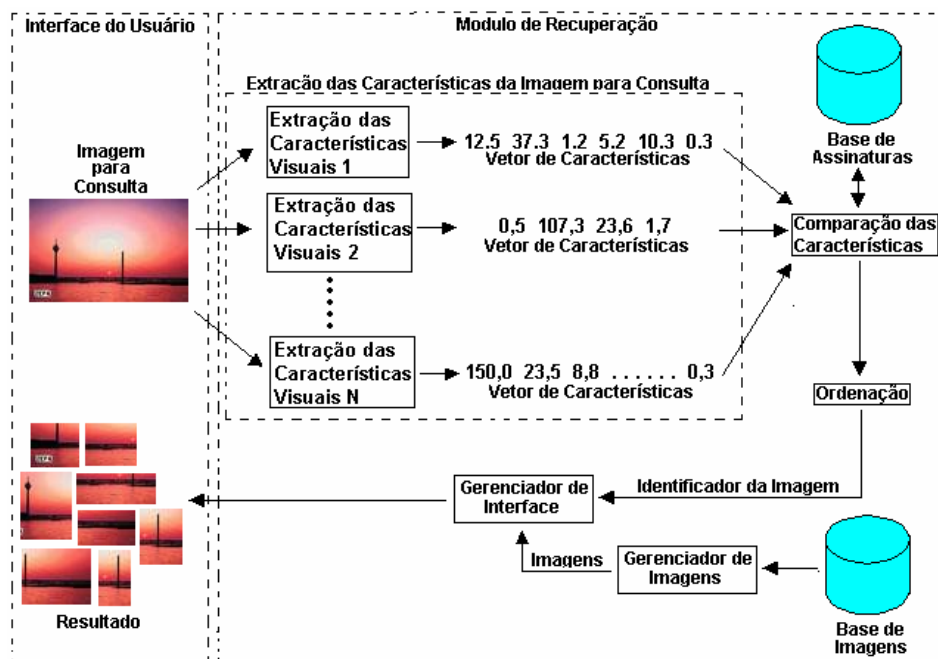 Interface do Usuário
Modulo de Recuperação
Extração das Características da Imagem para Consulta
Imagem
para
Consulta
Extração das
Características
Visuais 1
12.5 37.3 1.2 5.2 10.3 0.3
Vetor de Características
Base de
Assinaturas
Extração das
Características
Visuais 2
0,5 107,3 23,6 1,7
Vetor de Características
Comparação das
Características
Extração das
Características
Visuais N
150,0 23,5 8,8 . . . . . . 0,3
Vetor de Características
Ordenação
Identificador da Imagem
Gerenciador de
Interface
Imagens
Gerenciador de
Imagens
Base de
Imagens
Resultado